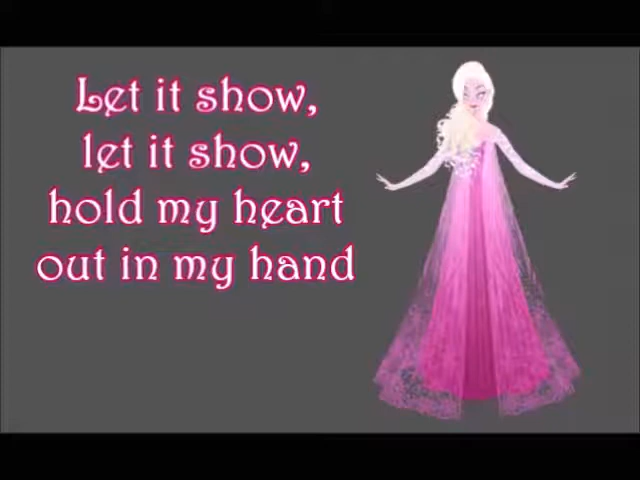 Let it show,
let it show,
hold my heart
out in my hand